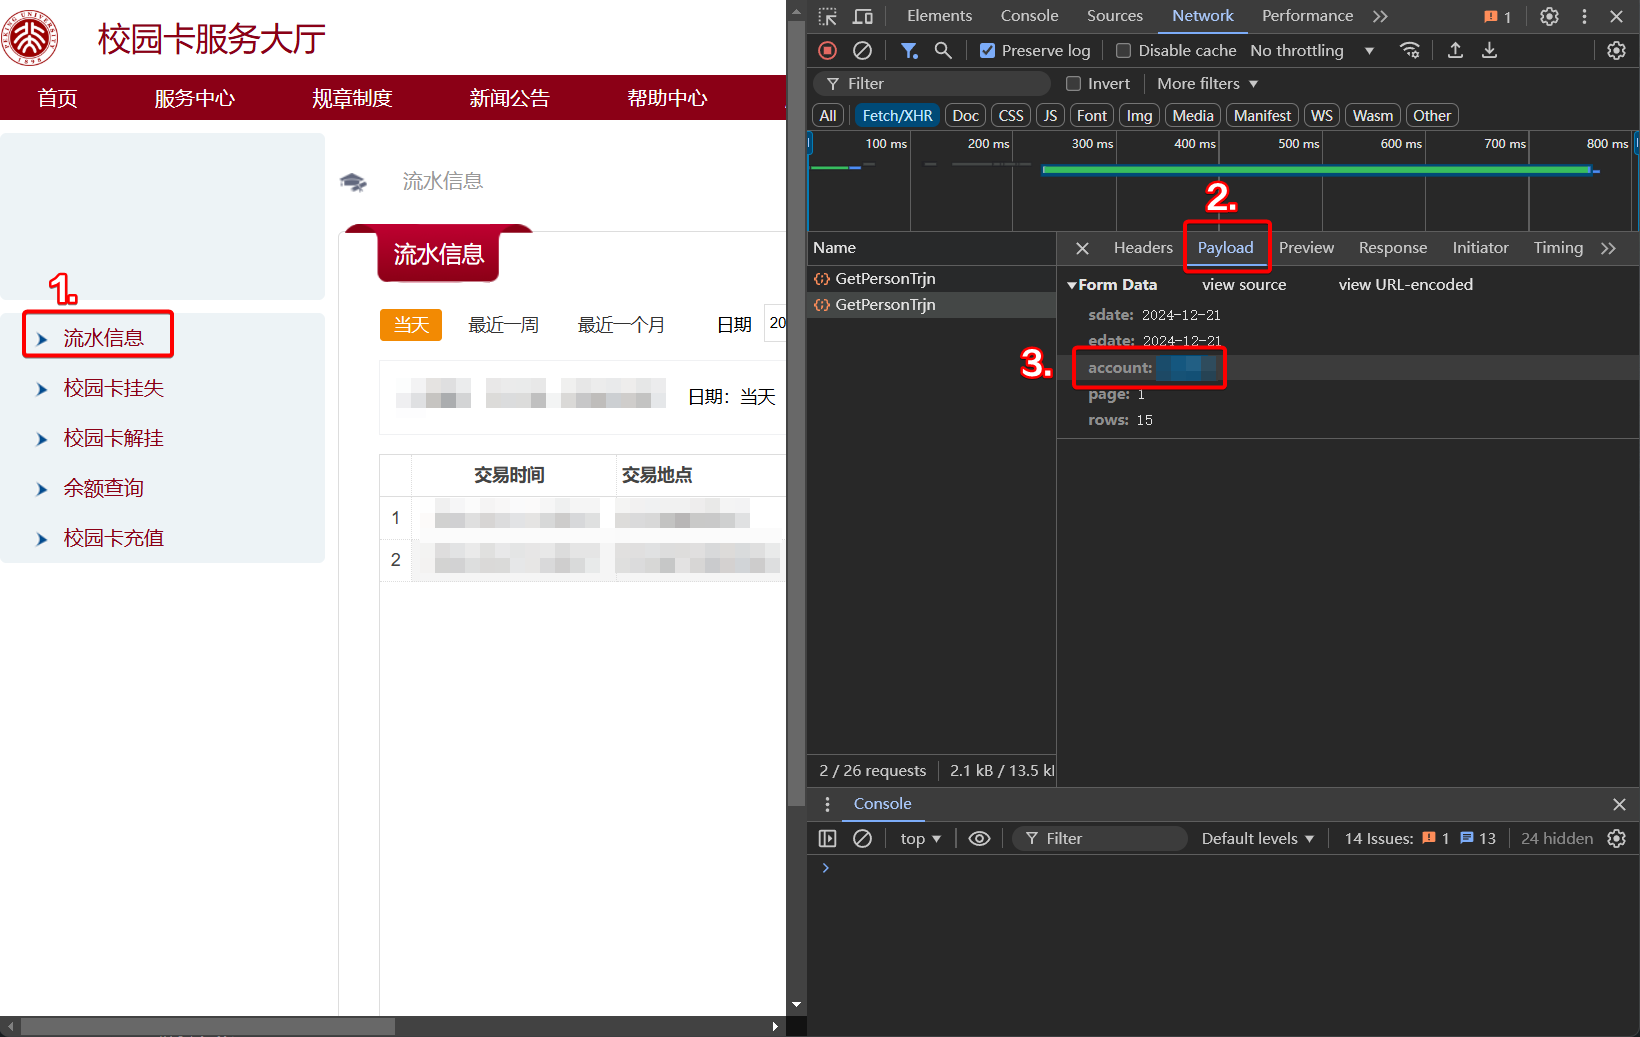 PEKING UNIVERSITY
1898
校园卡服务大厅
首页
服务中心
规章制度
新闻公告
帮助中心
流水信息
流水信息
1.
流水信息
校园卡挂失
校园卡解挂
余额查询
校园卡充值
当天
最近一周
最近一个月
日期
20
日期：当天
交易时间
交易地点
1
2
Elements
Console
Sources
Network
Performance
1
Preserve log
Disable cache
No throttling
Filter
Invert
More filters
All
Fetch/XHR
Doc
CSS
JS
Font
Img
Media
Manifest
WS
Wasm
Other
100 ms
200 ms
300 ms
400 ms
500 ms
600 ms
700 ms
800 ms
2.
Name
Headers
Payload
Preview
Response
Initiator
Timing
GetPersonTrjn
GetPersonTrjn
Form Data
view source
view URL-encoded
sdate: 2024-12-21
edate: 2024-12-21
3.
account:
page: 1
rows: 15
2 / 26 requests
2.1 kB / 13.5 k
Console
top
Filter
Default levels
14 Issues:
1
13
24 hidden